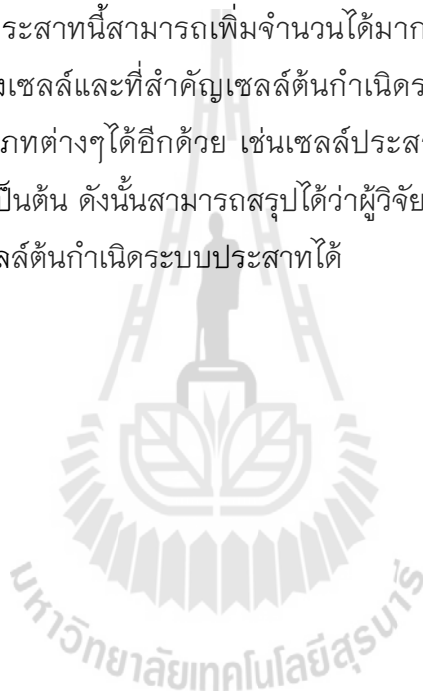 ระสาทนี้สามารถเพิ่มจำนวนได้มาก
งเซลล์และที่สำคัญเซลล์ต้นกำเนิดร
ภทต่างๆได้อีกด้วย เช่นเซลล์ประส
ป็นต้น ดังนั้นสามารถสรุปได้ว่าผู้วิจัย
ลล์ต้นกำเนิดระบบประสาทได้
มหาวิทยาลัยเทคโนโลยีสุรนารี